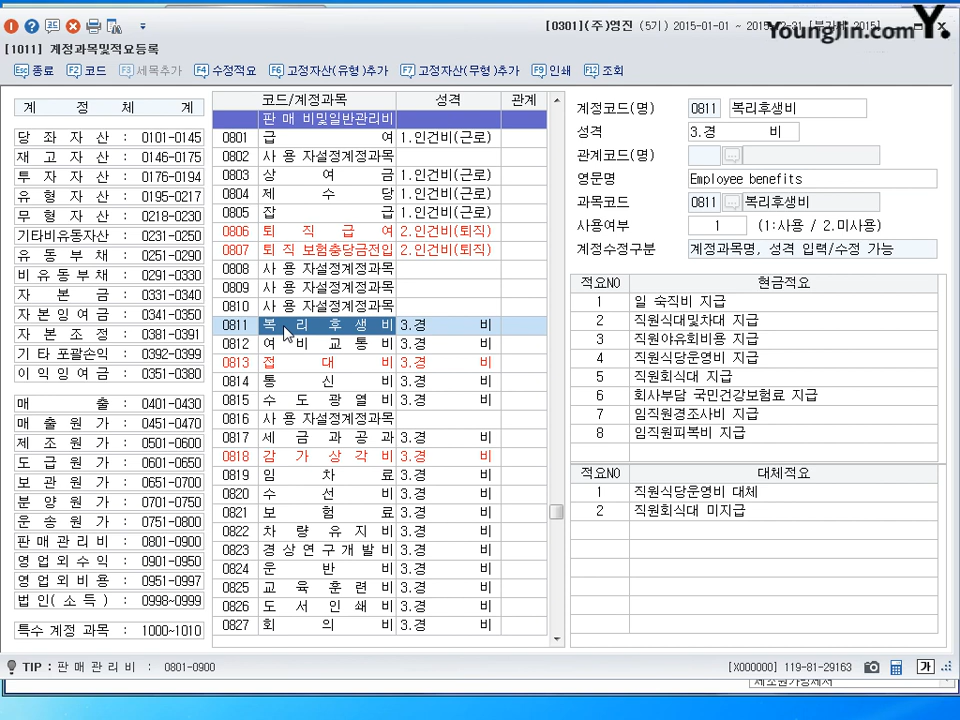 [0301](주)영진 (5기) 2015-01-01 ~ 2015-12-31 [부가세 2015]
YoungJin.com Y.
[1011] 계정과목및적요등록
Esc 종료 F2 코드 F3 세목추가 F4 수정적요 F6 고정자산(유형)추가 F7 고정자산(무형)추가 F9 인쇄 F12 조회
계 정 체 계
당 좌 자 산 : 0101-0145
재 고 자 산 : 0146-0175
투 자 자 산 : 0176-0194
유 형 자 산 : 0195-0217
무 형 자 산 : 0218-0230
기타비유동자산 : 0231-0250
유 동 부 채 : 0251-0290
비 유 동 부 채 : 0291-0330
자 본 금 : 0331-0340
자 본 잉 여 금 : 0341-0350
자 본 조 정 : 0381-0391
기 타 포괄손익 : 0392-0399
이 익 잉 여 금 : 0351-0380
매 출 : 0401-0430
매 출 원 가 : 0451-0470
제 조 원 가 : 0501-0600
도 급 원 가 : 0601-0650
보 관 원 가 : 0651-0700
분 양 원 가 : 0701-0750
운 송 원 가 : 0751-0800
판 매 관 리 비 : 0801-0900
영 업 외 수 익 : 0901-0950
영 업 외 비 용 : 0951-0997
법 인( 소 득 ) : 0998-0999
특수 계정 과목 : 1000~1010
코드/계정과목 성격 관계
판 매 비및일반관리비
0801 급 여 1.인건비(근로)
0802 사 용 자설정계정과목
0803 상 여 금 1.인건비(근로)
0804 제 수 당 1.인건비(근로)
0805 잡 급 1.인건비(근로)
0806 퇴 직 급 여 2.인건비(퇴직)
0807 퇴 직 보험충당금전입 2.인건비(퇴직)
0808 사 용 자설정계정과목
0809 사 용 자설정계정과목
0810 사 용 자설정계정과목
0811 복 리 후 생 비 3.경 비
0812 여 비 교 통 비 3.경 비
0813 접 대 비 3.경 비
0814 통 신 비 3.경 비
0815 수 도 광 열 비 3.경 비
0816 사 용 자설정계정과목
0817 세 금 과 공 과 3.경 비
0818 감 가 상 각 비 3.경 비
0819 임 차 료 3.경 비
0820 수 선 비 3.경 비
0821 보 험 료 3.경 비
0822 차 량 유 지 비 3.경 비
0823 경 상 연 구 개 발 비 3.경 비
0824 운 반 비 3.경 비
0825 교 육 훈 련 비 3.경 비
0826 도 서 인 쇄 비 3.경 비
0827 회 의 비 3.경 비
계정코드(명) 0811 복리후생비
성격 3.경 비
관계코드(명)
영문명 Employee benefits
과목코드(명) 0811 복리후생비
사용여부 1 (1:사용 / 2.미사용)
계정수정구분 계정과목명, 성격 입력/수정 가능
적요NO 현금적요
1 일 숙직비 지급
2 직원식대및차대 지급
3 직원야유회비용 지급
4 직원식당운영비 지급
5 직원회식대 지급
6 회사부담 국민건강보험료 지급
7 임직원경조사비 지급
8 임직원피복비 지급
적요NO 대체적요
1 직원식당운영비 대체
2 직원회식대 미지급
TIP : 판 매 관 리 비 : 0801-0900
[X000000] 119-81-29163 가